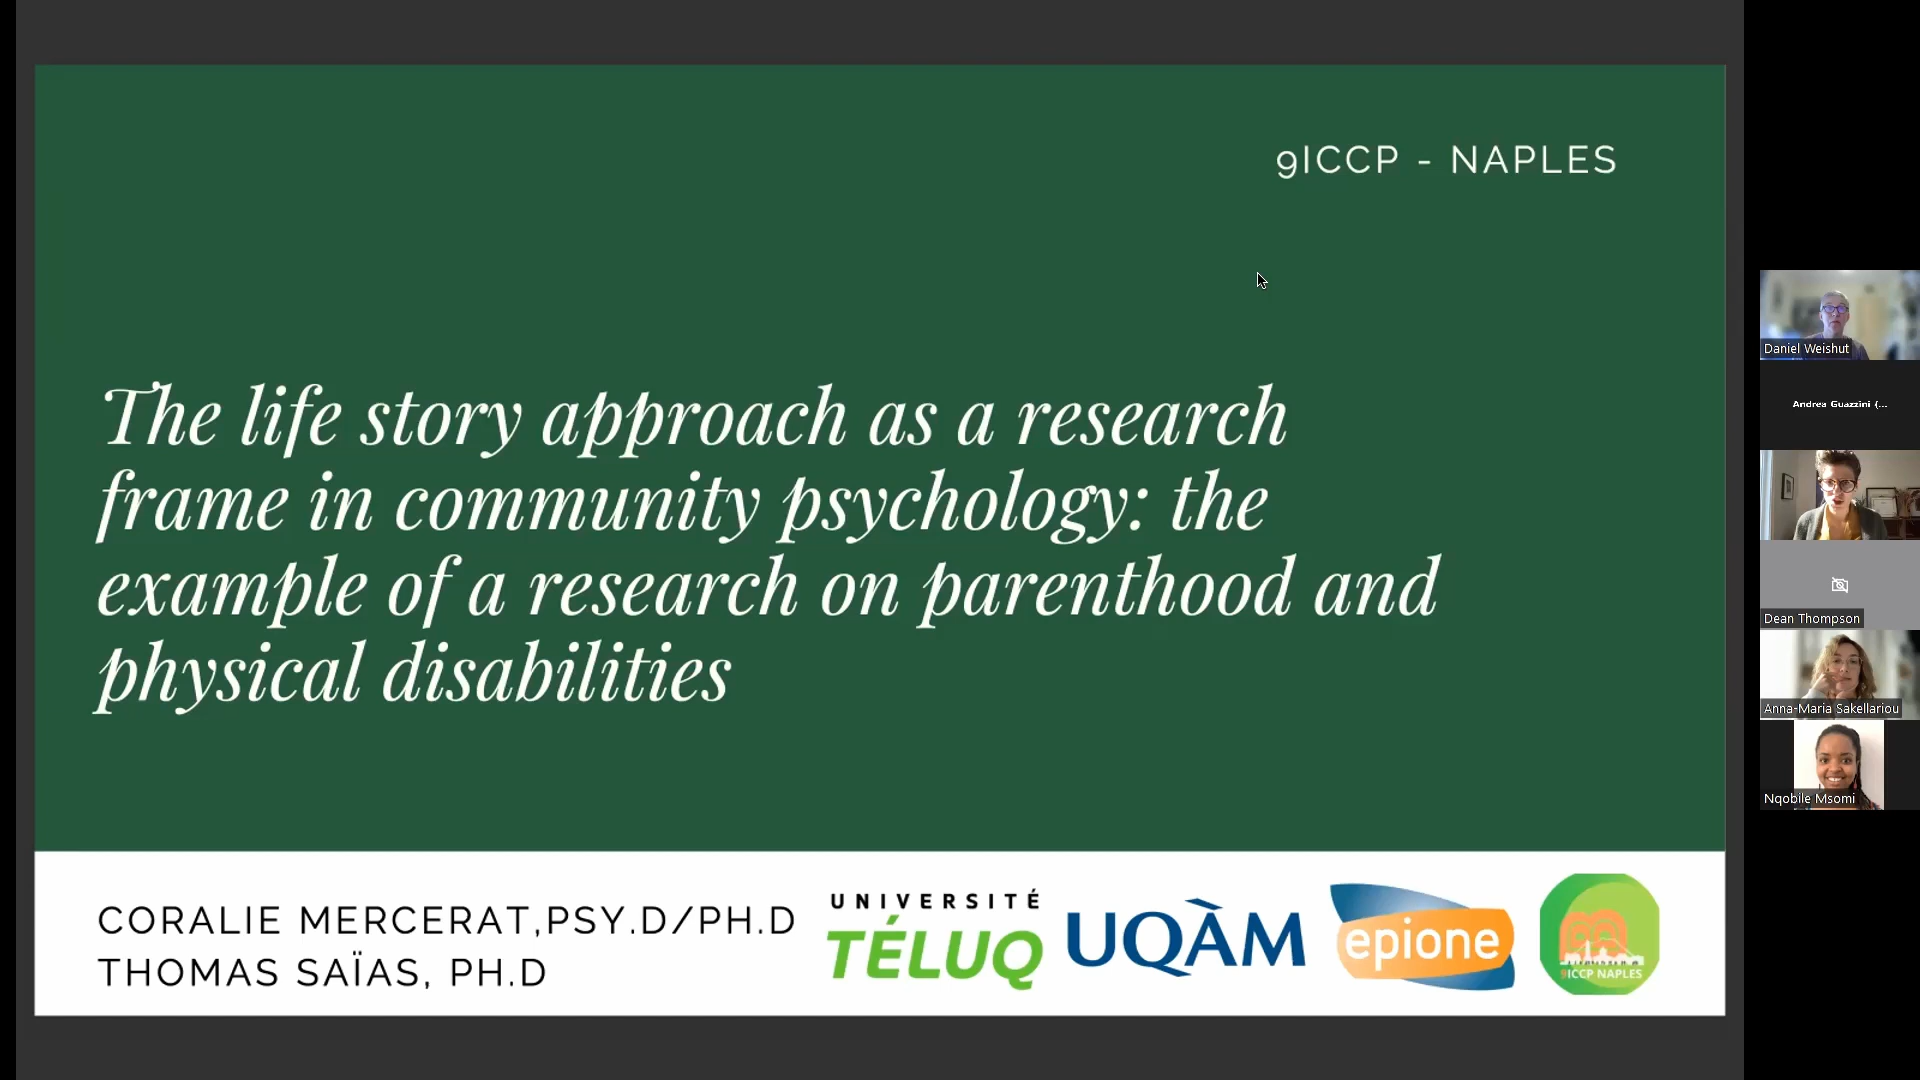 9ICCP - NAPLES
The life story approach as a research
frame in community psychology: the
example of a research on parenthood and
physical disabilities
CORALIE MERCERAT,PSY.D/PH.D
THOMAS SAÏAS, PH.D
UNIVERSITÉ
TÉLUQ
UQÀM
epione
9ICCP NAPLES
Daniel Weishut
Andrea Guazzini (...
Dean Thompson
Anna-Maria Sakellariou
Nqobile Msomi